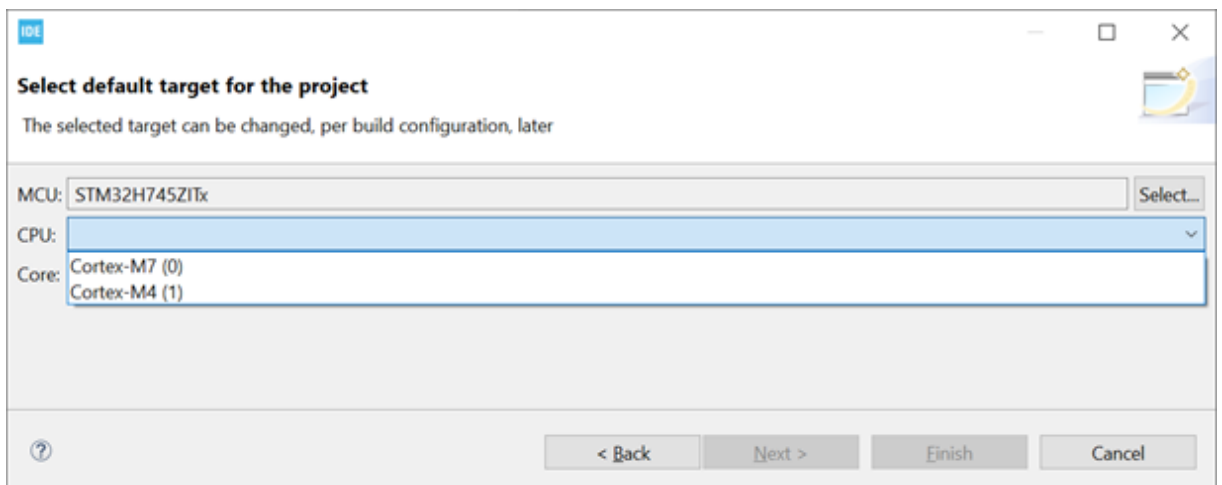 IDE
Select default target for the project
The selected target can be changed, per build configuration, later
MCU: STM32H745ZITx Select...
CPU:
Core: Cortex-M7 (0)
Cortex-M4 (1)
< Back Next > Finish Cancel